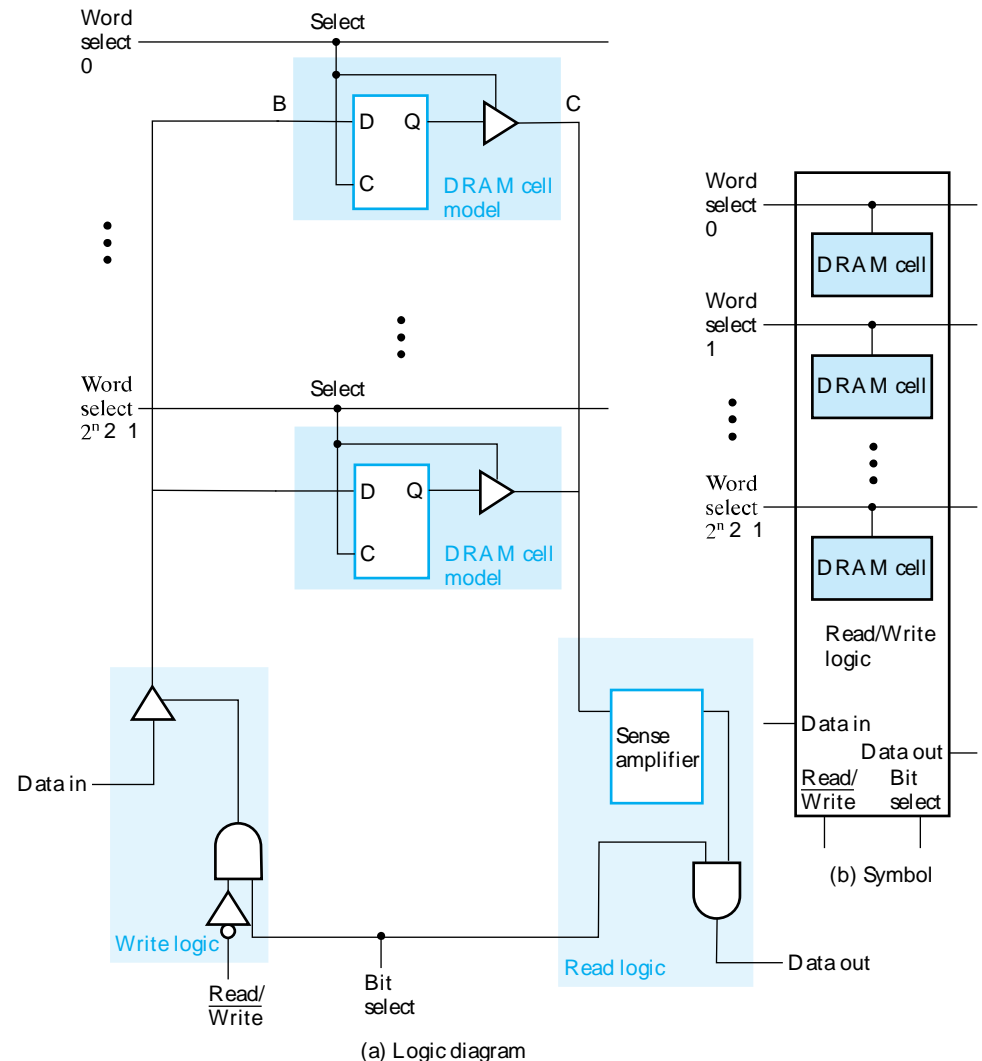 Word
select
0
Select
B
C
D
Q
C
DRAM cell
model
Word
select
2ⁿ 2 1
Select
D
Q
C
DRAM cell
model
Data in
Write logic
Read/
Write
Bit
select
Sense
amplifier
Read logic
Data out
(a) Logic diagram
Word
select
0
DRAM cell
Word
select
1
DRAM cell
Word
select
2ⁿ 2 1
DRAM cell
Read/Write
logic
Data in
Data out
Read/
Write
Bit
select
(b) Symbol